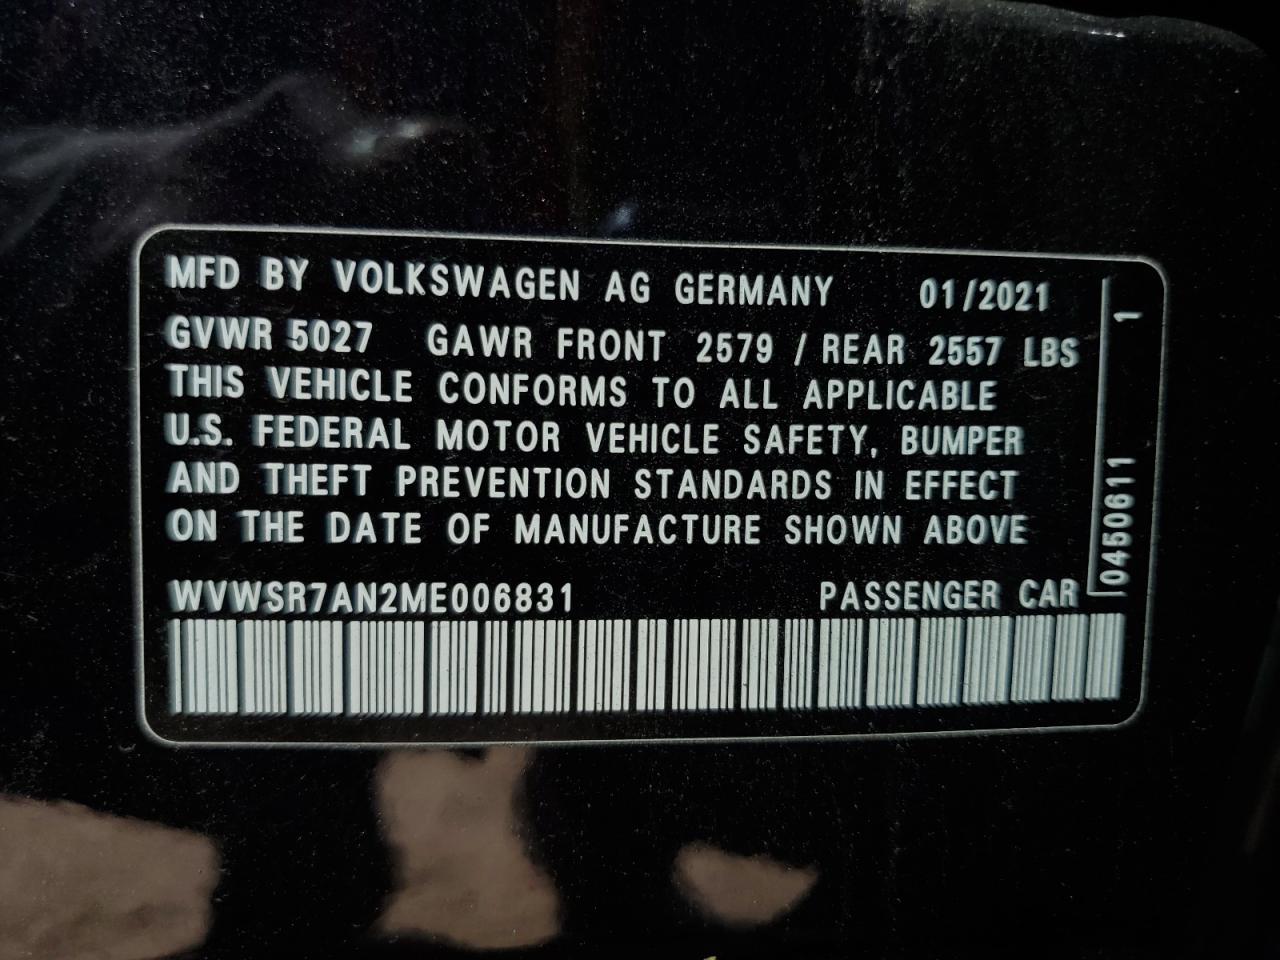 MFD BY VOLKSWAGEN AG GERMANY 01/2021
GVWR 5027 GAWR FRONT 2579 / REAR 2557 LBS
THIS VEHICLE CONFORMS TO ALL APPLICABLE
U.S. FEDERAL MOTOR VEHICLE SAFETY, BUMPER
AND THEFT PREVENTION STANDARDS IN EFFECT
ON THE DATE OF MANUFACTURE SHOWN ABOVE
WVWSR7AN2ME006831 PASSENGER CAR
0450611 1